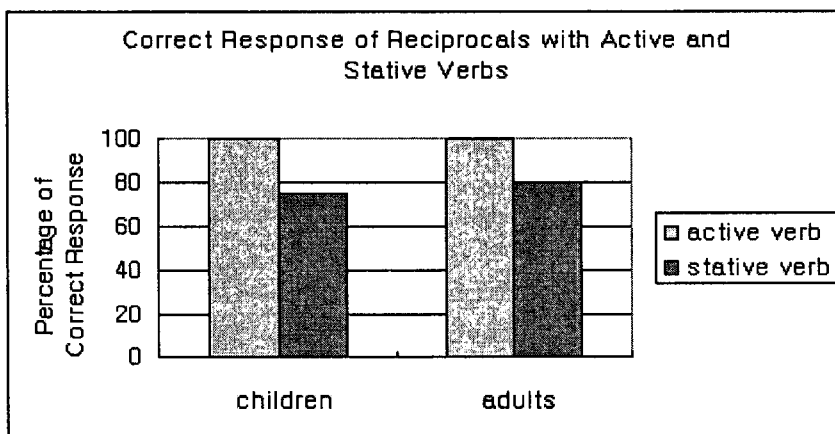 Correct Response of Reciprocals with Active and
Stative Verbs
Percentage of
Correct Response
100
80
60
40
20
0
children
adults
active verb
stative verb